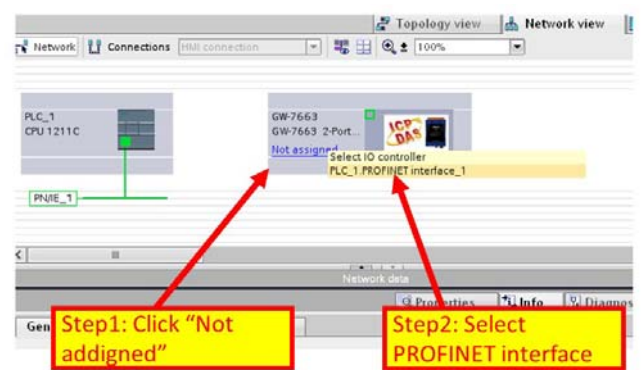 Topology view
Network view
Network
Connections
HMI connection
100%
PLC_1
CPU 1211C
GW-7663
GW-7663 2-Port...
Not assigned
ICP
DAS
Select IO controller
PLC_1.PROFINET interface_1
PN/IE_1
Network data
Properties
Info
Diagnos
Gen
Step1: Click “Not
addigned”
Step2: Select
PROFINET interface